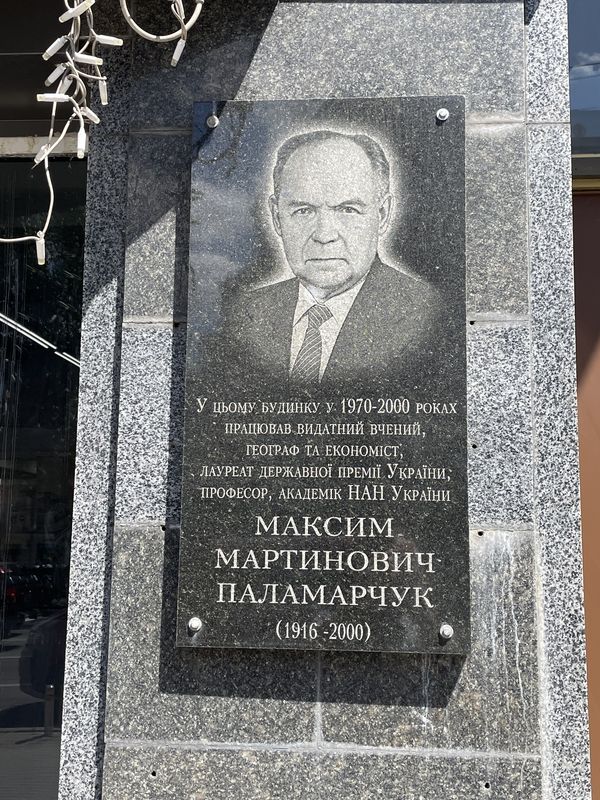 У цьому будинку у 1970-2000 роках
працював видатний вчений,
географ та економіст,
лауреат державної премії України,
професор, академік НАН України
МАКСИМ
МАРТИНОВИЧ
ПАЛАМАРЧУК
(1916 -2000)